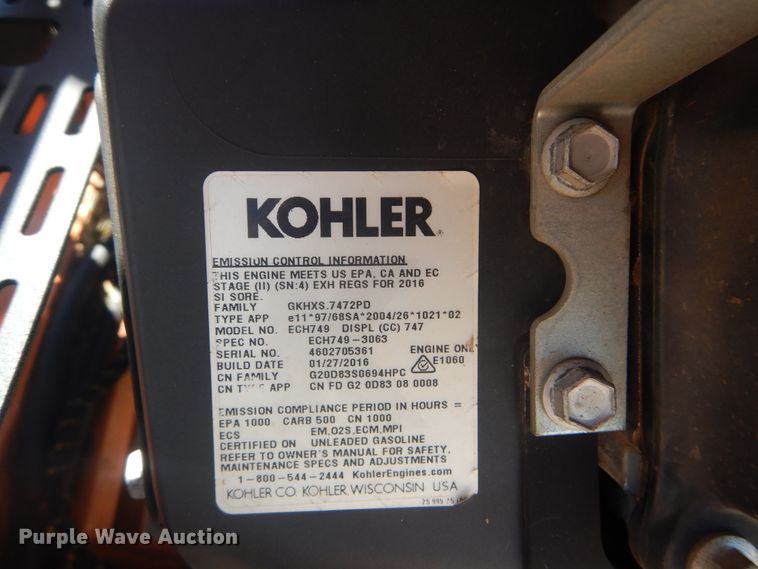 KOHLER®
EMISSION CONTROL INFORMATION
THIS ENGINE MEETS US EPA, CA AND EC
STAGE (II) (SN:4) EXH REGS FOR 2016
SI SORE.
FAMILY GKHXS.7472PD
TYPE APP e11*97/68SA*2004/26*1021*02
MODEL NO. ECH749 DISPL (CC) 747
SPEC NO. ECH749-3063
SERIAL NO. 4602705361 ENGINE ONLY
BUILD DATE 01/27/2016 E1060
CN FAMILY G20D83S0694HPC
CN TYPE APP CN FD G2 0D83 08 0008
EMISSION COMPLIANCE PERIOD IN HOURS =
EPA 1000 CARB 500 CN 1000
ECS EM,O2S,ECM,MPI
CERTIFIED ON UNLEADED GASOLINE
REFER TO OWNER'S MANUAL FOR SAFETY,
MAINTENANCE SPECS AND ADJUSTMENTS
1-800-544-2444 KohlerEngines.com
KOHLER CO. KOHLER, WISCONSIN USA
Purple Wave Auction®